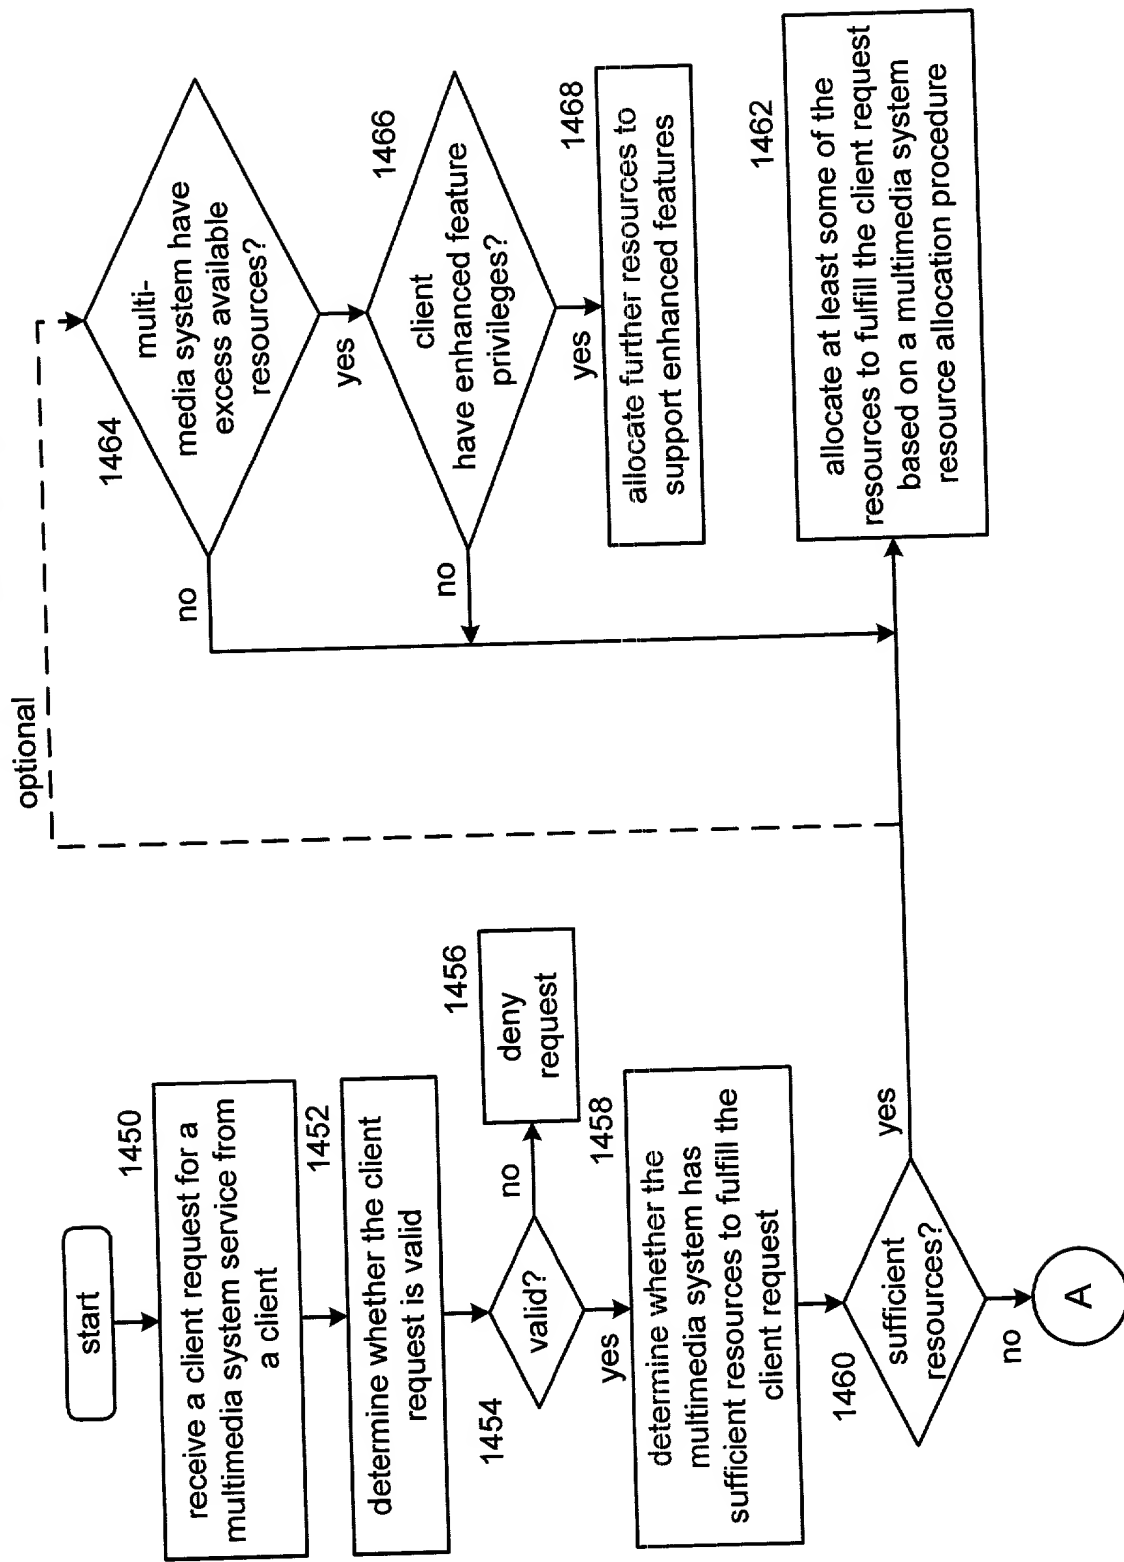 start
1450
receive a client request for a
multimedia system service from
a client
1452
determine whether the client
request is valid
1454
valid?
no
1456
deny
request
yes
1458
determine whether the
multimedia system has
sufficient resources to fulfill the
client request
1460
sufficient
resources?
yes
no
A
optional
1464
multi-
media system have
excess available
resources?
no
yes
1466
client
have enhanced feature
privileges?
no
yes
1468
allocate further resources to
support enhanced features
1462
allocate at least some of the
resources to fulfill the client request
based on a multimedia system
resource allocation procedure